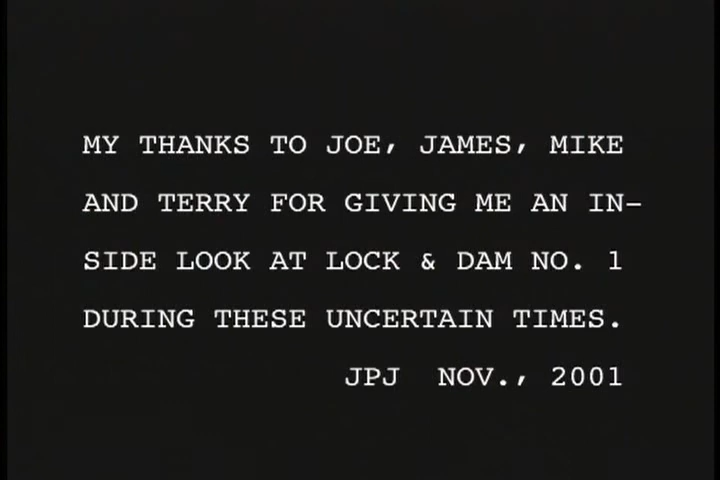 MY THANKS TO JOE, JAMES, MIKE
AND TERRY FOR GIVING ME AN IN-
SIDE LOOK AT LOCK & DAM NO. 1
DURING THESE UNCERTAIN TIMES.
JPJ NOV., 2001